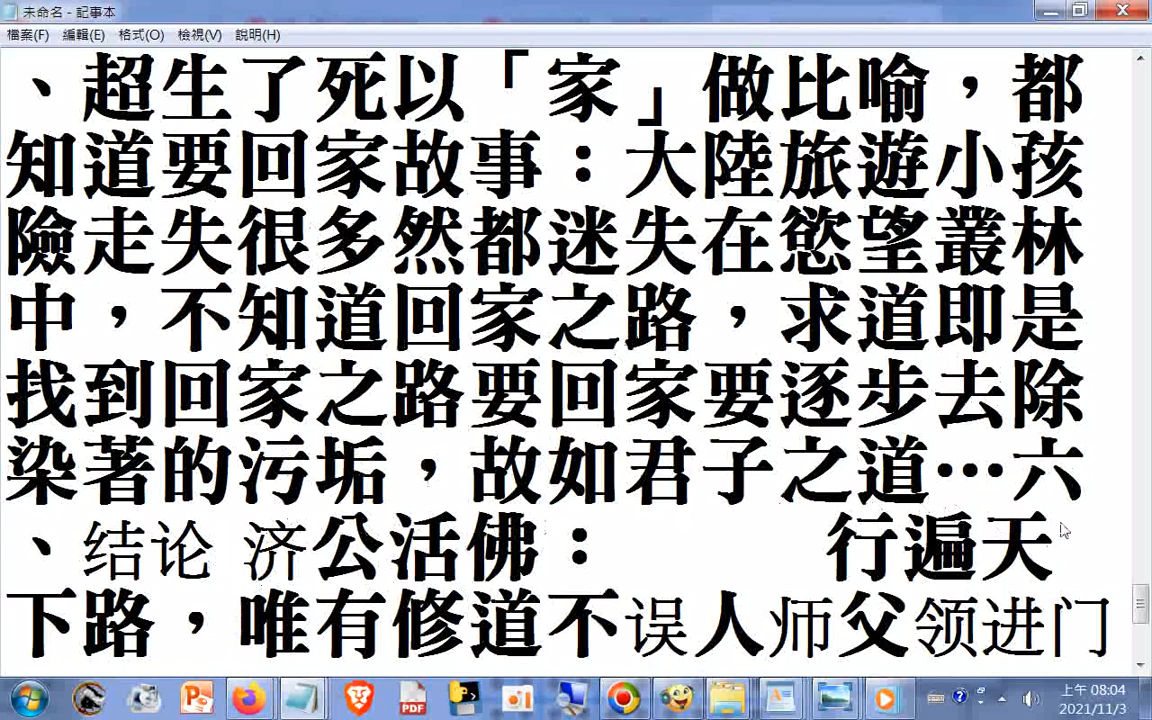 未命名 - 記事本
檔案(F) 編輯(E) 格式(O) 檢視(V) 說明(H)
、超生了死以「家」做比喻，都
知道要回家故事：大陸旅遊小孩
險走失很多然都迷失在慾望叢林
中，不知道回家之路，求道即是
找到回家之路要回家要逐步去除
染著的污垢，故如君子之道…六
、结论 济公活佛： 行遍天
下路，唯有修道不误人师父领进门
PDF
上午 08:04
2021/11/3